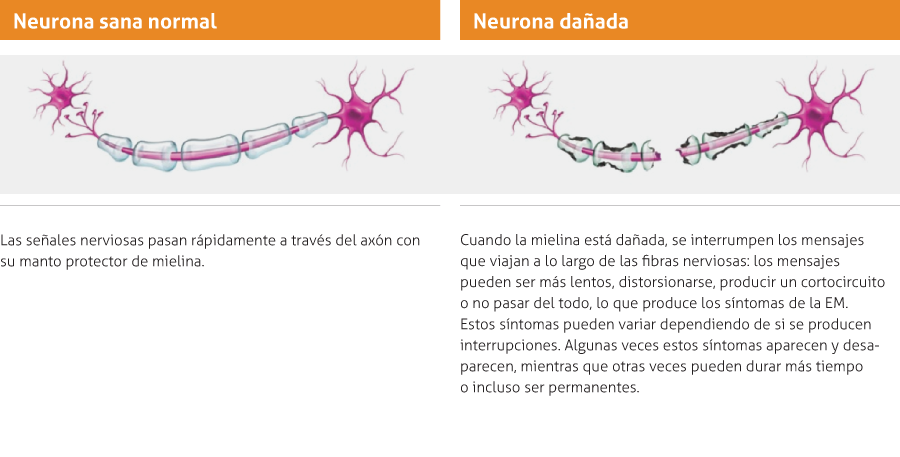 Neurona sana normal
Las señales nerviosas pasan rápidamente a través del axón con
su manto protector de mielina.
Neurona dañada
Cuando la mielina está dañada, se interrumpen los mensajes
que viajan a lo largo de las fibras nerviosas: los mensajes
pueden ser más lentos, distorsionarse, producir un cortocircuito
o no pasar del todo, lo que produce los síntomas de la EM.
Estos síntomas pueden variar dependiendo de si se producen
interrupciones. Algunas veces estos síntomas aparecen y desa-
parecen, mientras que otras veces pueden durar más tiempo
o incluso ser permanentes.